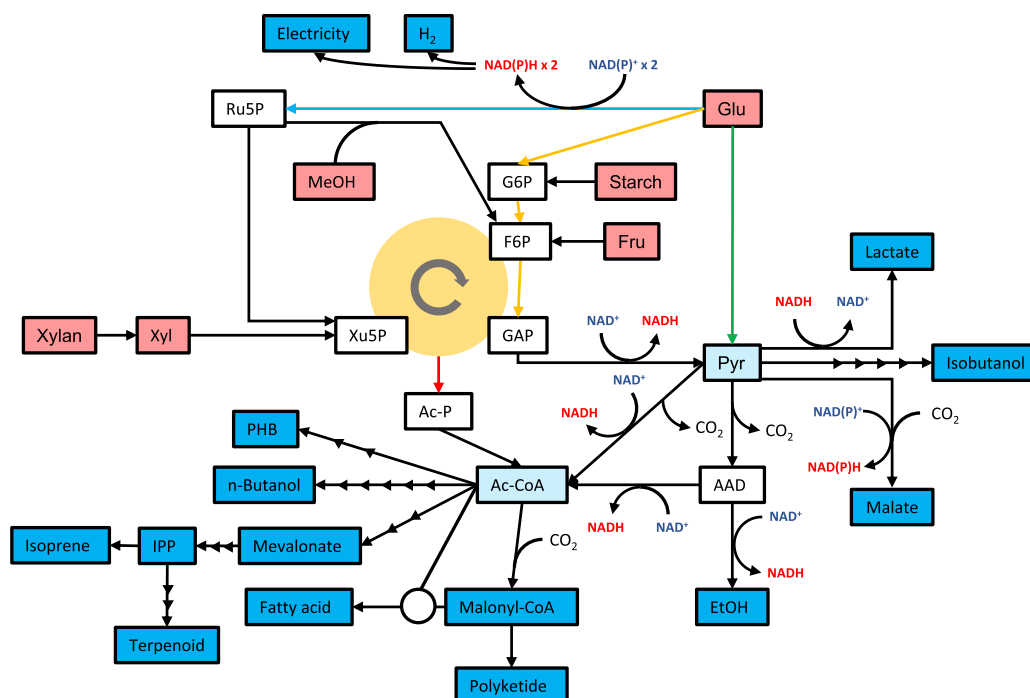 Electricity
H2
NAD(P)H x 2
NAD(P)+ x 2
Ru5P
Glu
MeOH
G6P
Starch
F6P
Fru
Lactate
Xylan
Xyl
Xu5P
GAP
NAD+
NADH
NADH
NAD+
Pyr
Isobutanol
NAD+
NADH
Ac-P
CO2
CO2
NAD(P)+
CO2
NAD(P)H
PHB
n-Butanol
Ac-CoA
AAD
Malate
NADH
NAD+
NAD+
Isoprene
IPP
Mevalonate
CO2
NADH
Fatty acid
Malonyl-CoA
EtOH
Terpenoid
Polyketide